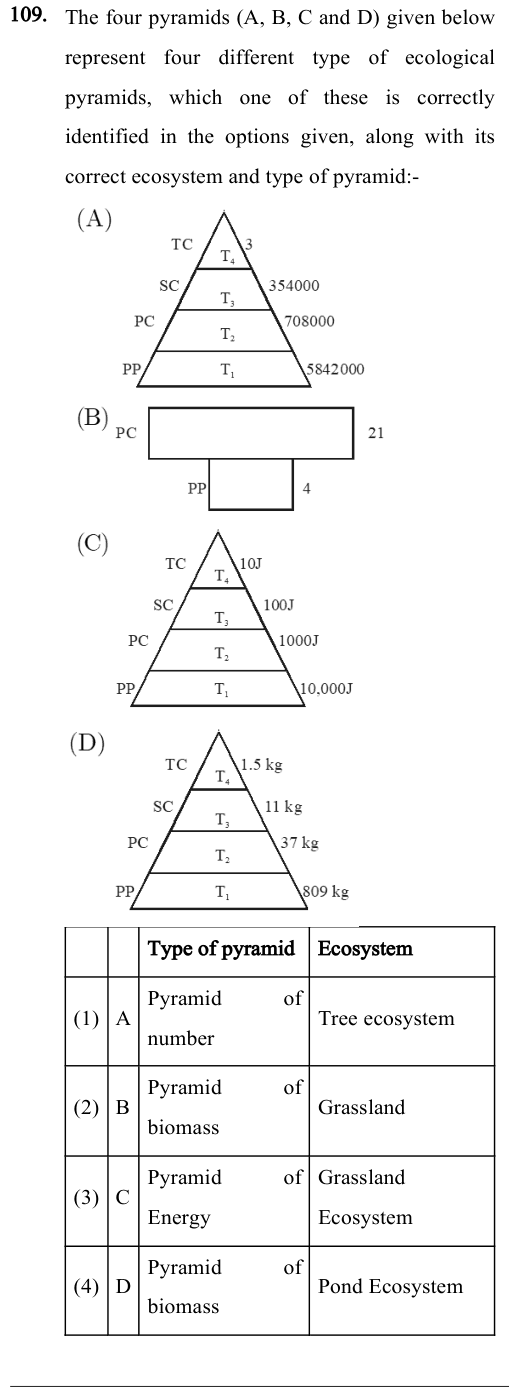 109. The four pyramids (A, B, C and D) given below
represent four different type of ecological
pyramids, which one of these is correctly
identified in the options given, along with its
correct ecosystem and type of pyramid:-
(A)
TC 3
T₄
SC 354000
T₃
PC 708000
T₂
PP T₁ 5842000
(B)
PC 21
PP 4
(C)
TC 10J
T₄
SC 100J
T₃
PC 1000J
T₂
PP T₁ 10,000J
(D)
TC 1.5 kg
T₄
SC 11 kg
T₃
PC 37 kg
T₂
PP T₁ 809 kg
Type of pyramid Ecosystem
(1) A Pyramid of
number Tree ecosystem
(2) B Pyramid of
biomass Grassland
(3) C Pyramid of Grassland
Energy Ecosystem
(4) D Pyramid of
biomass Pond Ecosystem